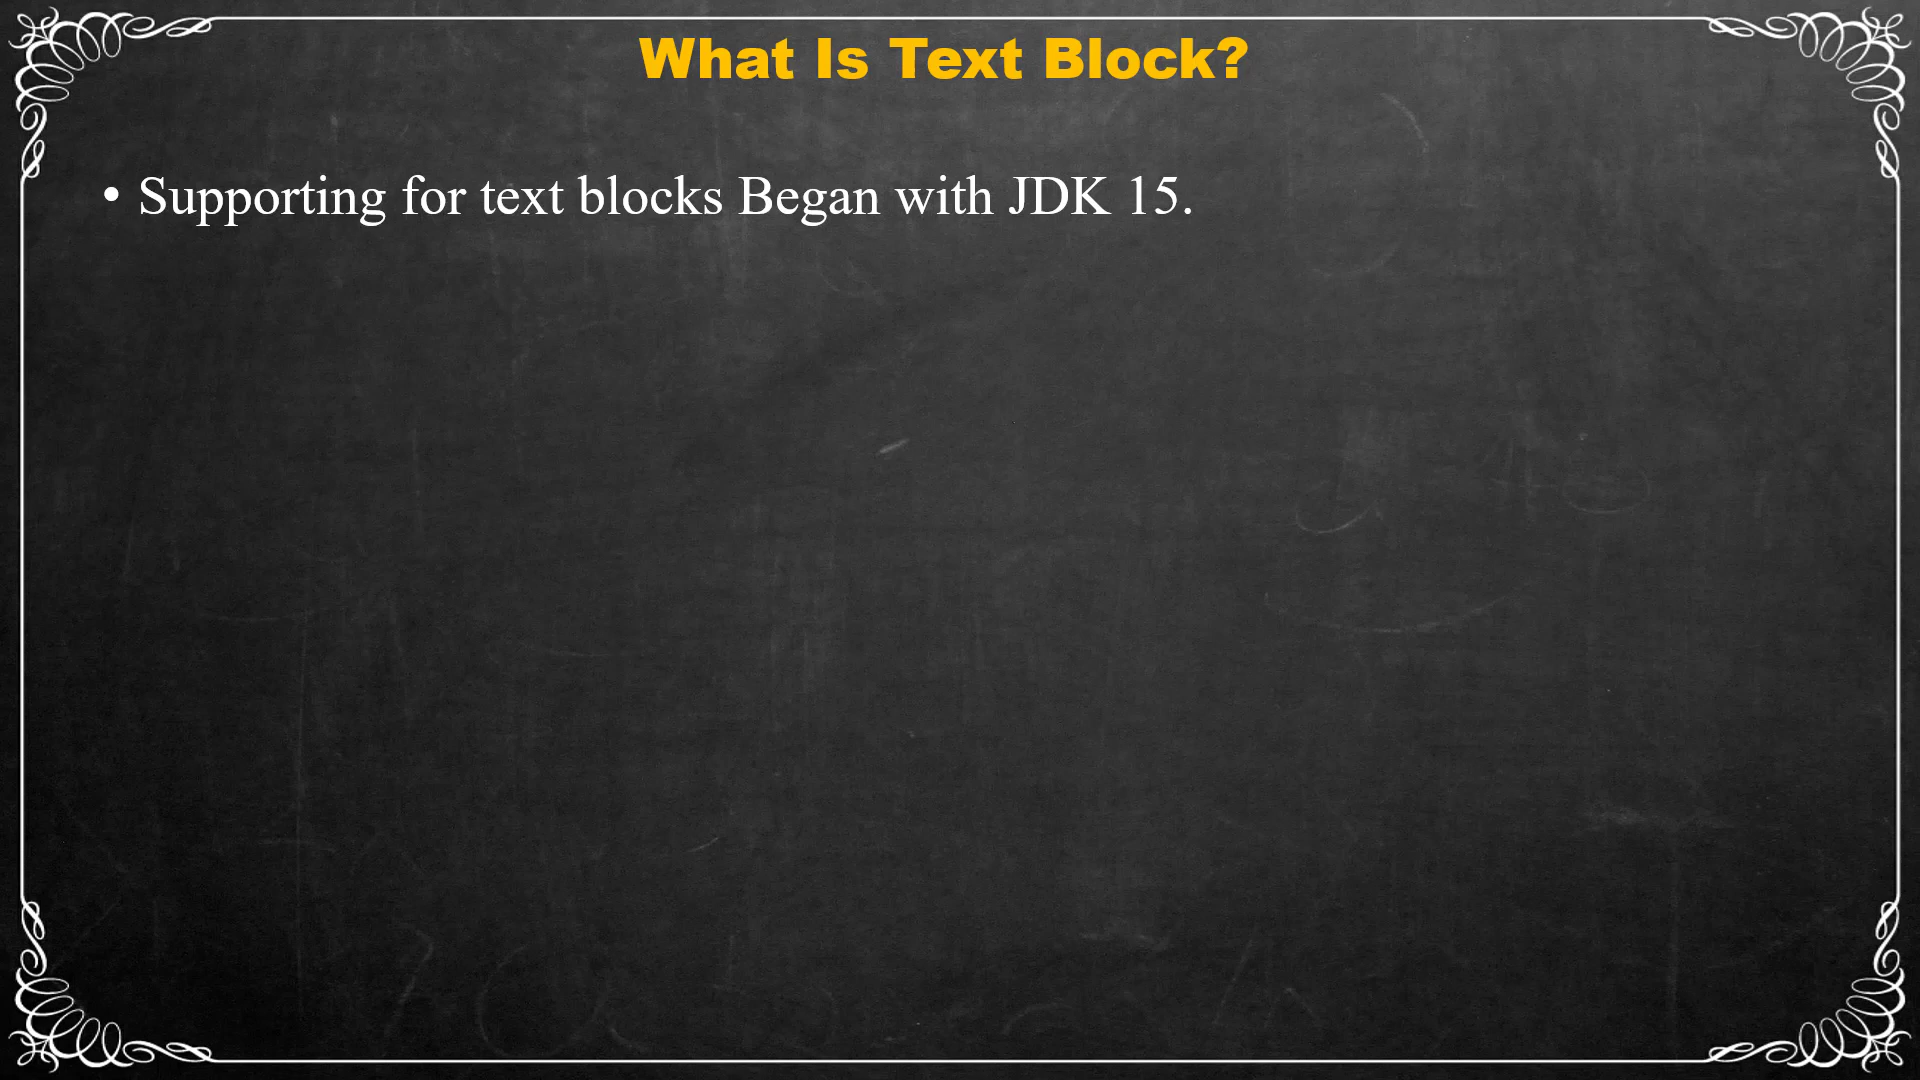 What Is Text Block?
• Supporting for text blocks Began with JDK 15.